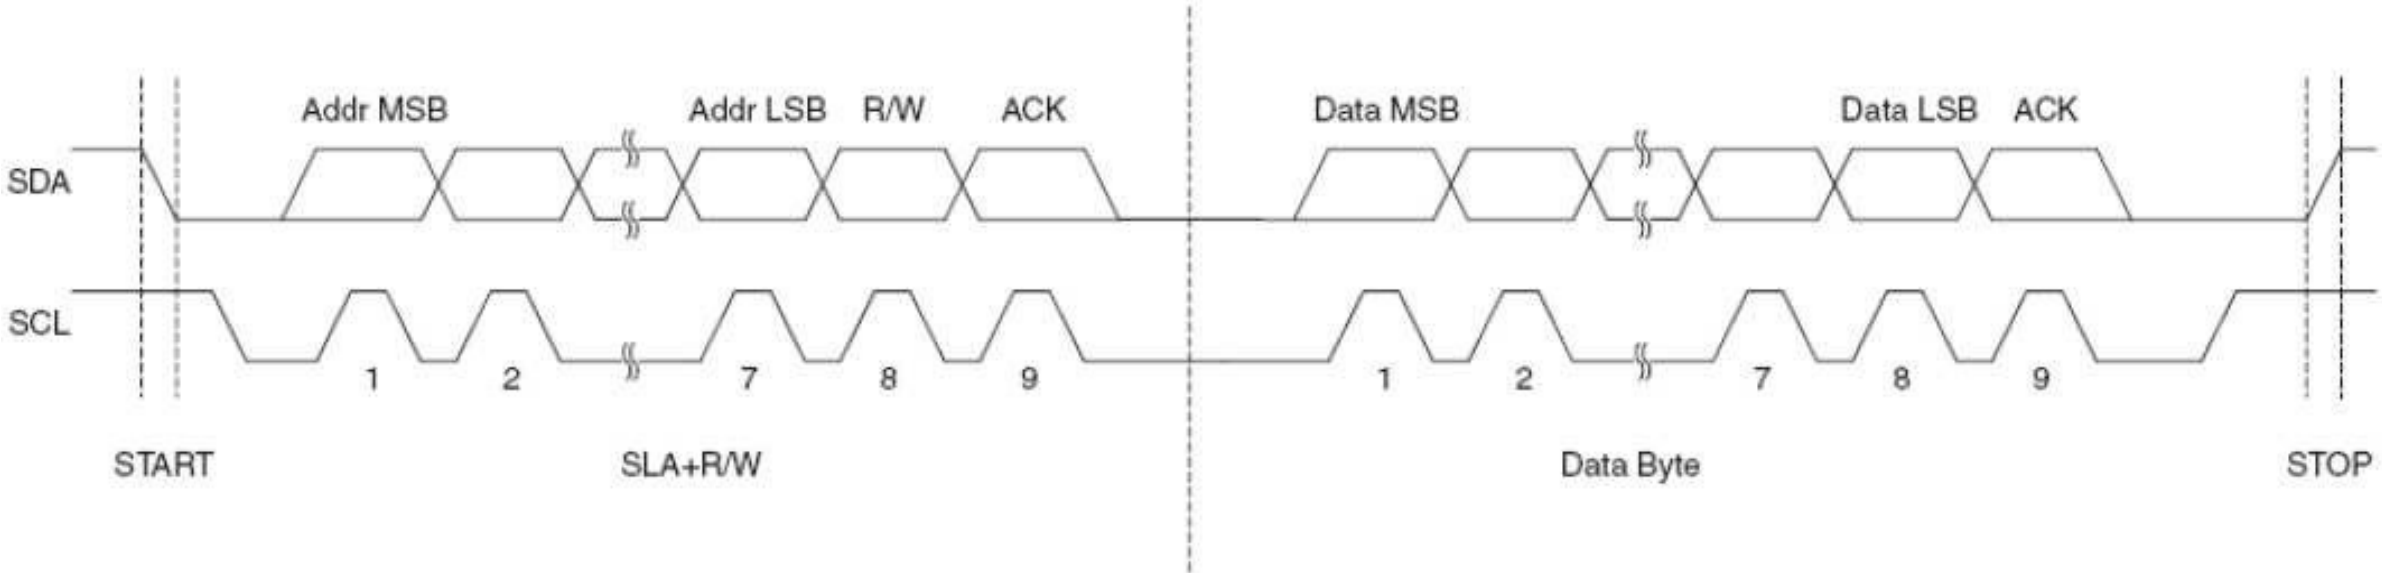 Addr MSB Addr LSB R/W ACK Data MSB Data LSB ACK
SDA
SCL
1 2 7 8 9 1 2 7 8 9
START SLA+R/W Data Byte STOP